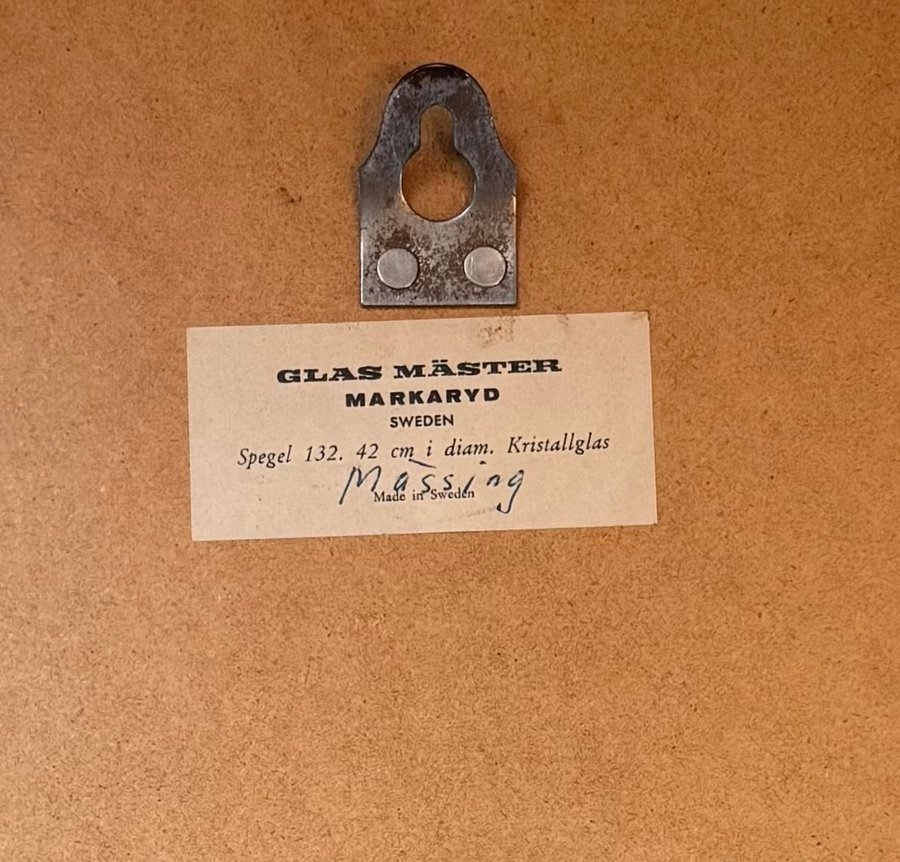 GLAS MÄSTER
MARKARYD
SWEDEN
Spegel 132. 42 cm i diam. Kristallglas
Mässing
Made in Sweden